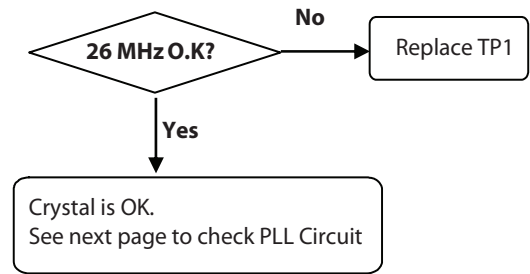 No
26 MHz O.K?
Replace TP1
Yes
Crystal is OK.
See next page to check PLL Circuit